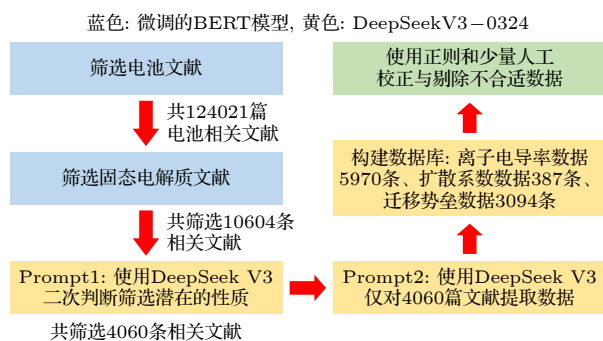 蓝色: 微调的BERT模型, 黄色: DeepSeekV3−0324
筛选电池文献
共124021篇
电池相关文献
筛选固态电解质文献
共筛选10604条
相关文献
Prompt1: 使用DeepSeek V3
二次判断筛选潜在的性质
共筛选4060条相关文献
Prompt2: 使用DeepSeek V3
仅对4060篇文献提取数据
构建数据库: 离子电导率数据
5970条、扩散系数数据387条、
迁移势垒数据3094条
使用正则和少量人工
校正与剔除不合适数据